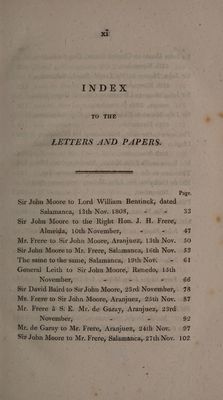 xi
INDEX
TO THE
LETTERS AND PAPERS.
Page.
Sir John Moore to Lord William Bentinck, dated
Salamanca, 13th Nov. 1808, - - 33
Sir John Moore to the Right Hon. J. H. Frere,
Almeida, 10th November, - - 47
Mr. Frere to Sir John Moore, Aranjuez, 13th Nov. 50
Sir John Moore to Mr. Frere, Salamanca, 16th Nov. 53
The same to the same, Salamanca, 19th Nov. - 61
General Leith to Sir John Moore, Renedo, 15th
November, - - - - 66
Sir David Baird to Sir John Moore, 23rd November, 78
Mr. Frere to Sir John Moore, Aranjuez, 25th Nov. 87
Mr. Frere à S. E. Mr. de Garay, Aranjuez, 23rd
November, - - - 92
Mr. de Garay to Mr. Frere, Aranjuez, 24th Nov. 97
Sir John Moore to Mr. Frere, Salamanca, 27th Nov. 102